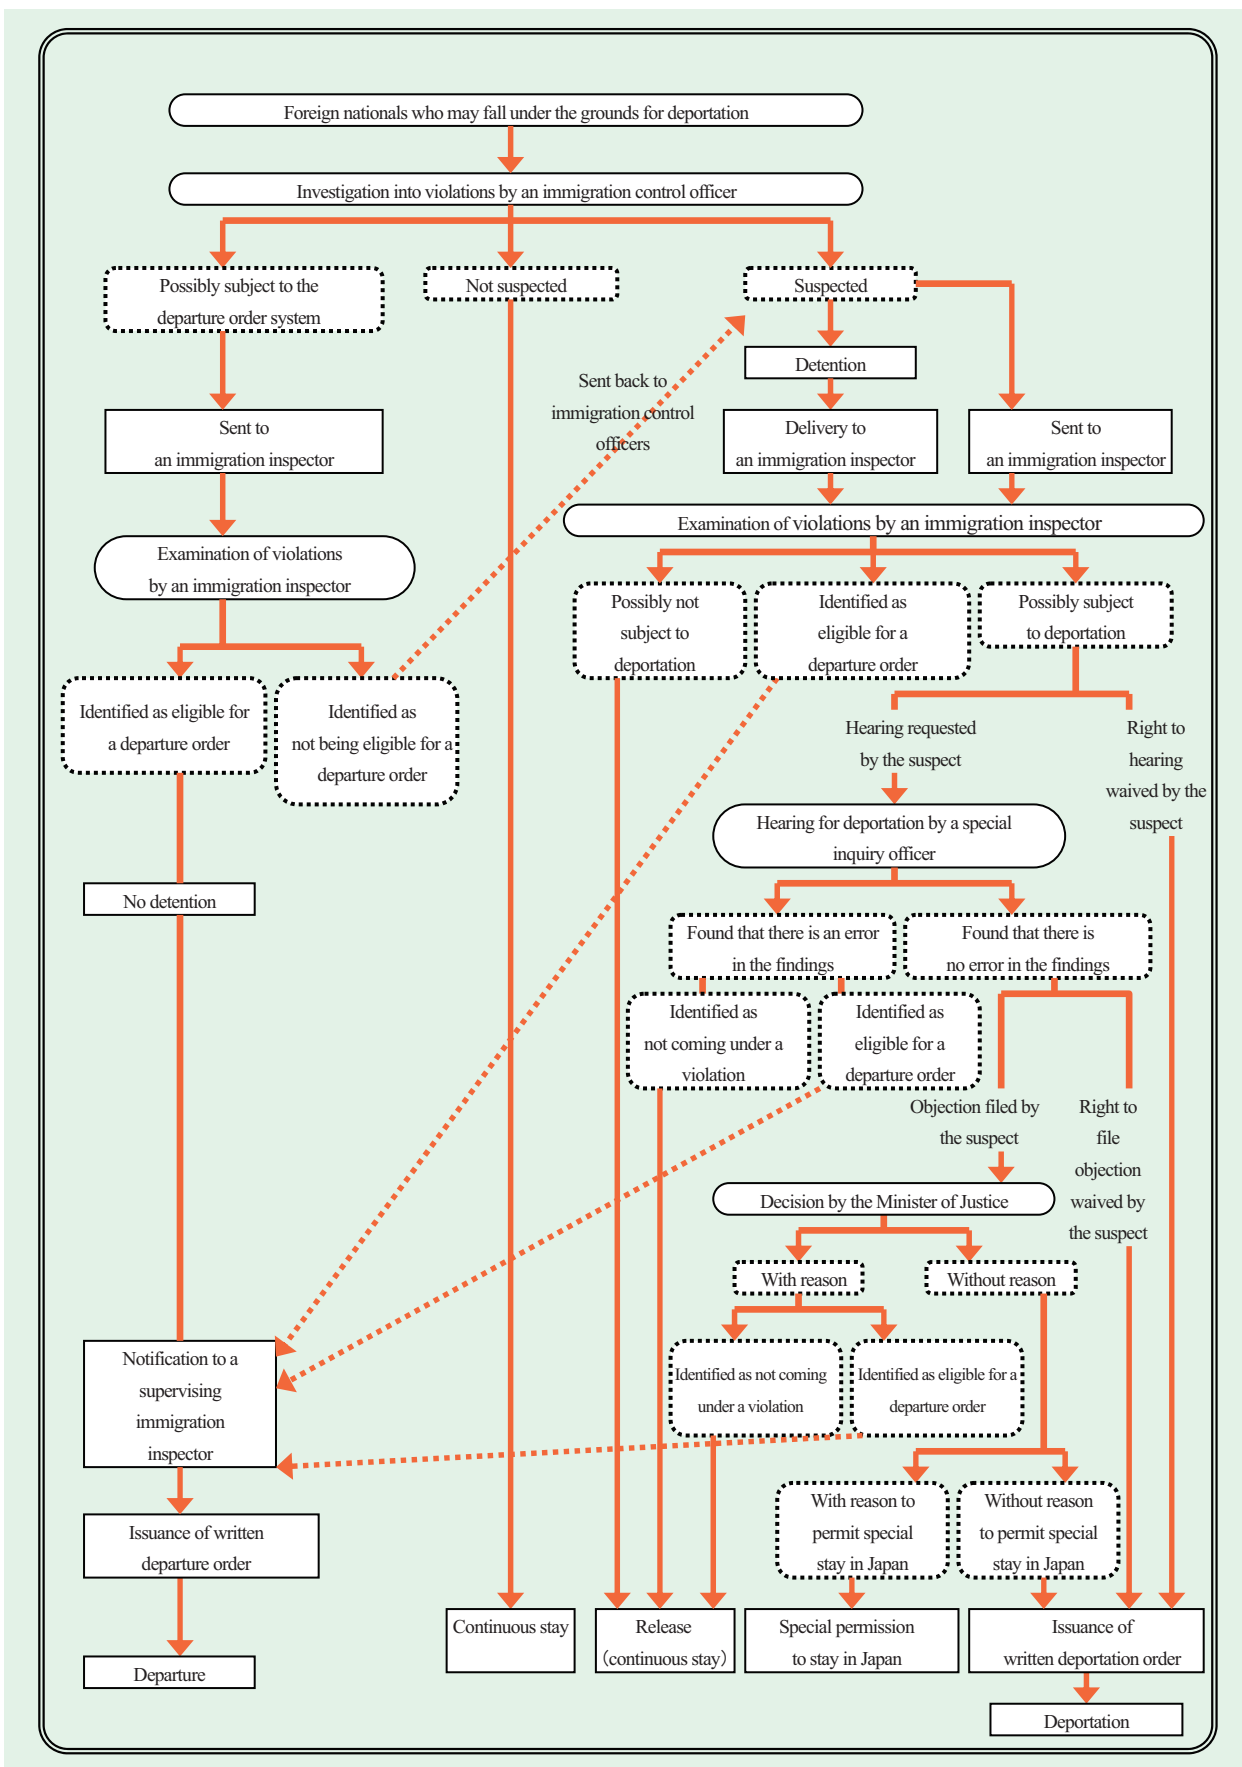 Foreign nationals who may fall under the grounds for deportation
Investigation into violations by an immigration control officer
Possibly subject to the
departure order system
Not suspected
Suspected
Detention
Sent back to
immigration control
officers
Sent to
an immigration inspector
Delivery to
an immigration inspector
Sent to
an immigration inspector
Examination of violations by an immigration inspector
Examination of violations
by an immigration inspector
Possibly not
subject to
deportation
Identified as
eligible for a
departure order
Possibly subject
to deportation
Identified as eligible for
a departure order
Identified as
not being eligible for a
departure order
Hearing requested
by the suspect
Right to
hearing
waived by the
suspect
Hearing for deportation by a special
inquiry officer
No detention
Found that there is an error
in the findings
Found that there is
no error in the findings
Identified as
not coming under a
violation
Identified as
eligible for a
departure order
Objection filed by
the suspect
Right to
file
objection
waived by
the suspect
Decision by the Minister of Justice
With reason
Without reason
Notification to a
supervising
immigration
inspector
Identified as not coming
under a violation
Identified as eligible for a
departure order
With reason to
permit special
stay in Japan
Without reason
to permit special
stay in Japan
Issuance of written
departure order
Departure
Continuous stay
Release
(continuous stay)
Special permission
to stay in Japan
Issuance of
written deportation order
Deportation